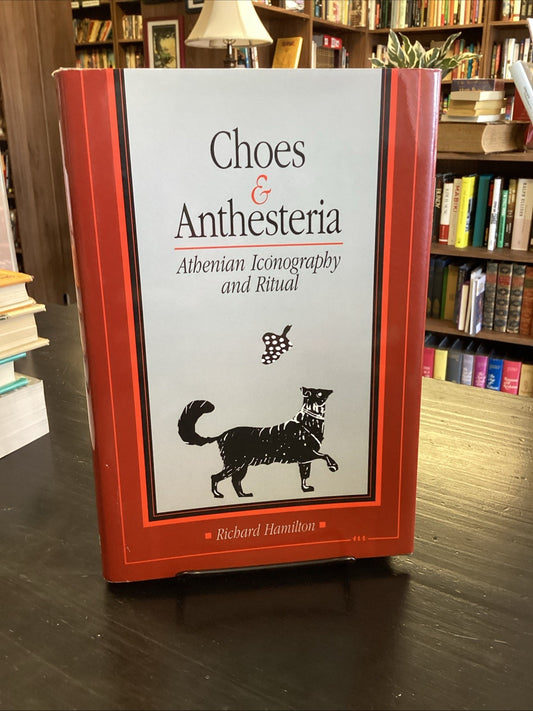 Choes
&
Anthesteria
Athenian Iconography
and Ritual
Richard Hamilton